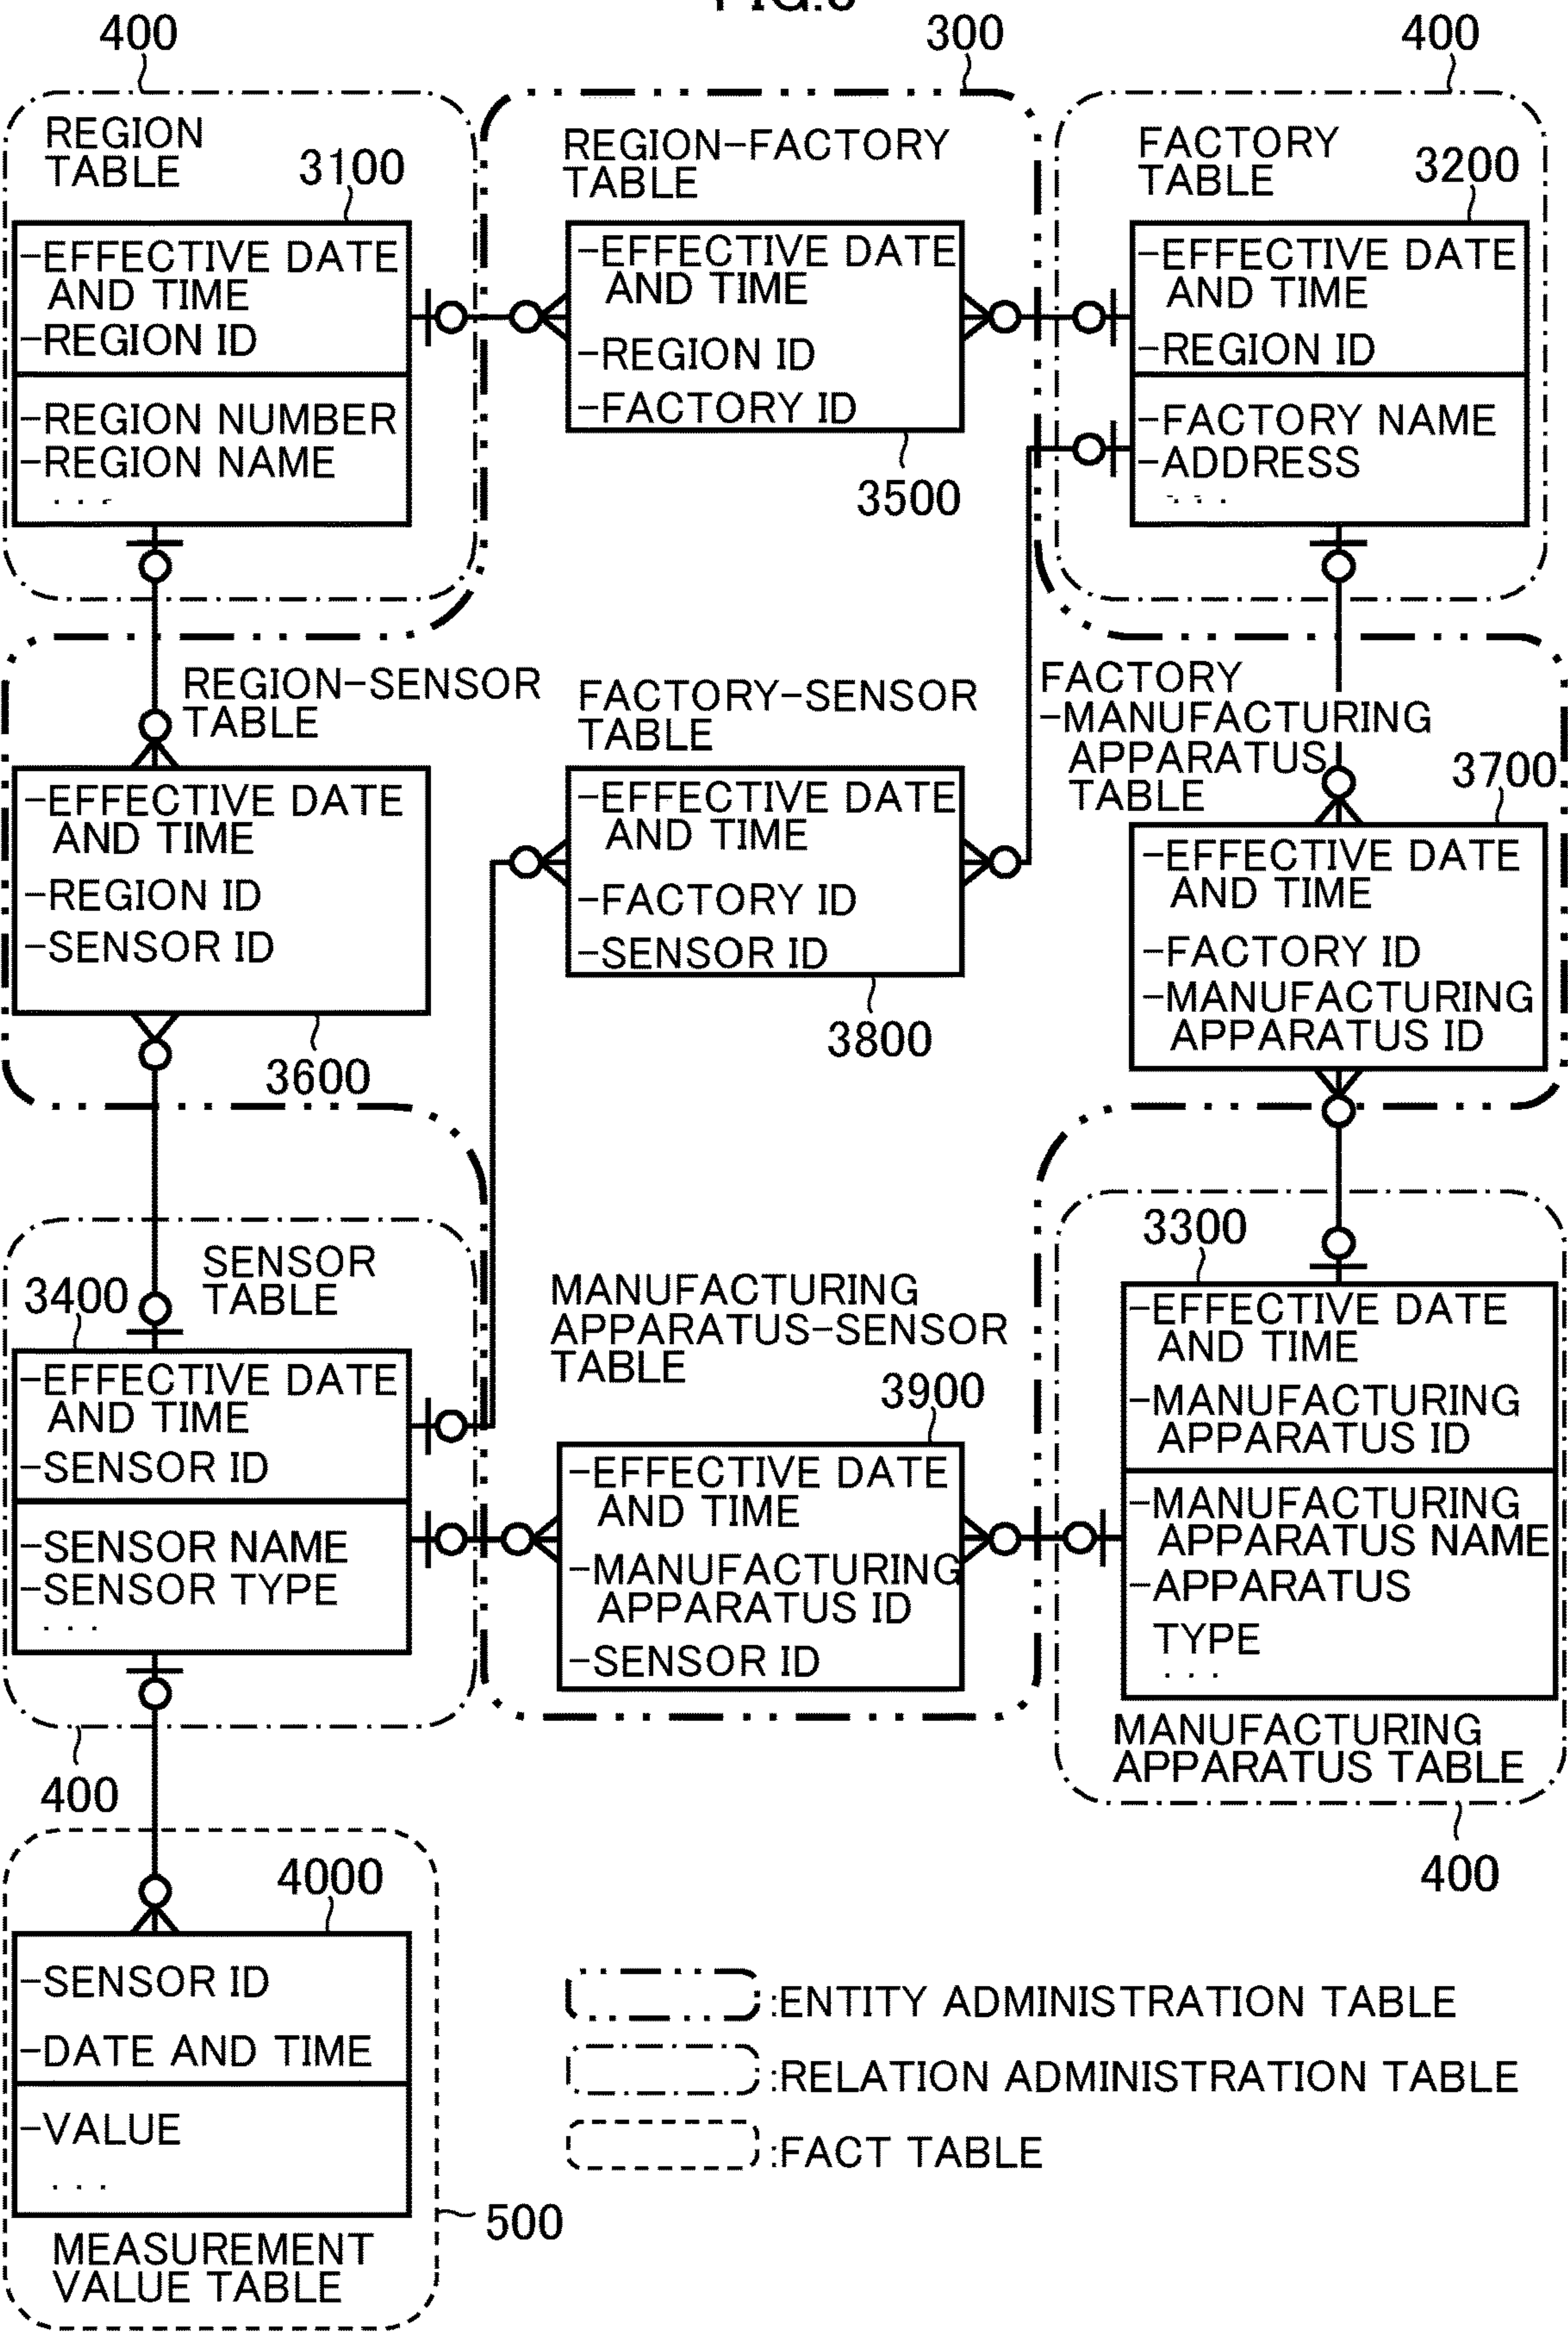 400
300
400
REGION
TABLE
3100
-EFFECTIVE DATE
AND TIME
-REGION ID
-REGION NUMBER
-REGION NAME
. . .
REGION-FACTORY
TABLE
-EFFECTIVE DATE
AND TIME
-REGION ID
-FACTORY ID
3500
FACTORY
TABLE
3200
-EFFECTIVE DATE
AND TIME
-REGION ID
-FACTORY NAME
-ADDRESS
. . .
REGION-SENSOR
TABLE
-EFFECTIVE DATE
AND TIME
-REGION ID
-SENSOR ID
3600
FACTORY-SENSOR
TABLE
-EFFECTIVE DATE
AND TIME
-FACTORY ID
-SENSOR ID
3800
FACTORY
-MANUFACTURING
APPARATUS
TABLE
3700
-EFFECTIVE DATE
AND TIME
-FACTORY ID
-MANUFACTURING
APPARATUS ID
SENSOR
TABLE
3400
-EFFECTIVE DATE
AND TIME
-SENSOR ID
-SENSOR NAME
-SENSOR TYPE
. . .
400
MANUFACTURING
APPARATUS-SENSOR
TABLE
3900
-EFFECTIVE DATE
AND TIME
-MANUFACTURING
APPARATUS ID
-SENSOR ID
3300
-EFFECTIVE DATE
AND TIME
-MANUFACTURING
APPARATUS ID
-MANUFACTURING
APPARATUS NAME
-APPARATUS
TYPE
. . .
MANUFACTURING
APPARATUS TABLE
400
4000
-SENSOR ID
-DATE AND TIME
-VALUE
. . .
MEASUREMENT
VALUE TABLE
500
:ENTITY ADMINISTRATION TABLE
:RELATION ADMINISTRATION TABLE
:FACT TABLE